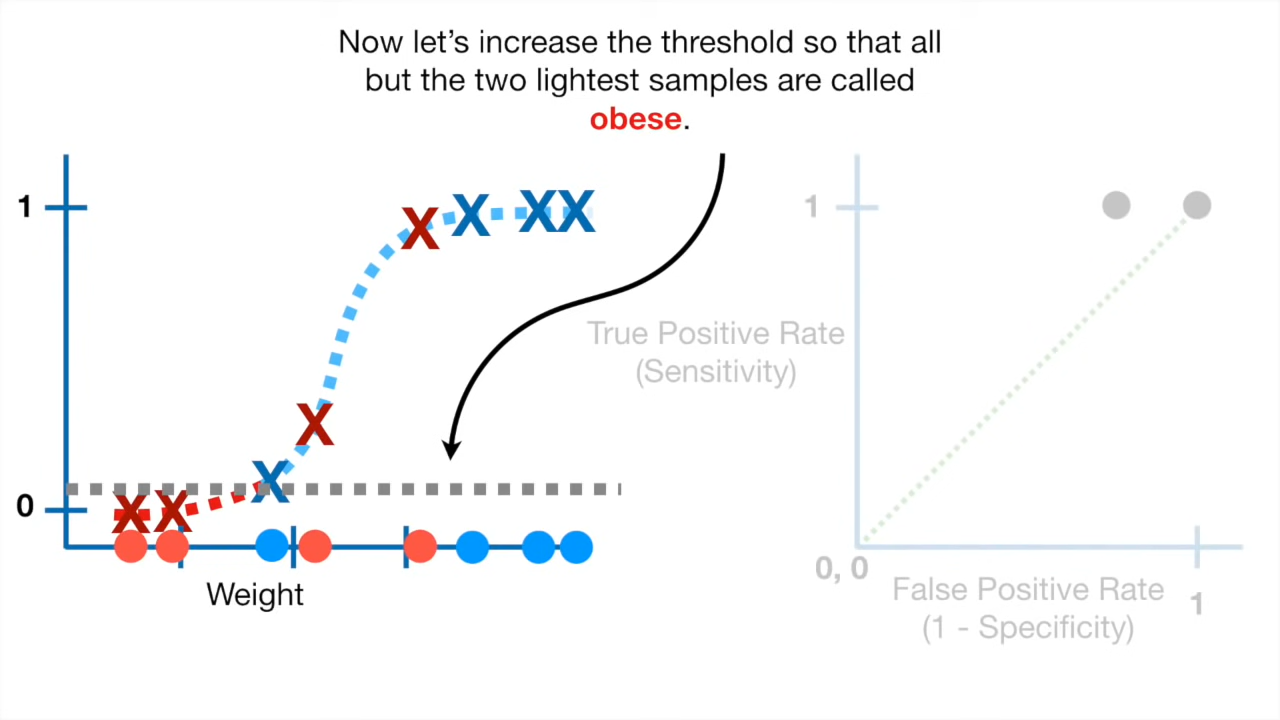 Now let's increase the threshold so that all
but the two lightest samples are called
obese.
1
0
X X X X X X X X
Weight
1
True Positive Rate
(Sensitivity)
0, 0
False Positive Rate
(1 - Specificity)
1